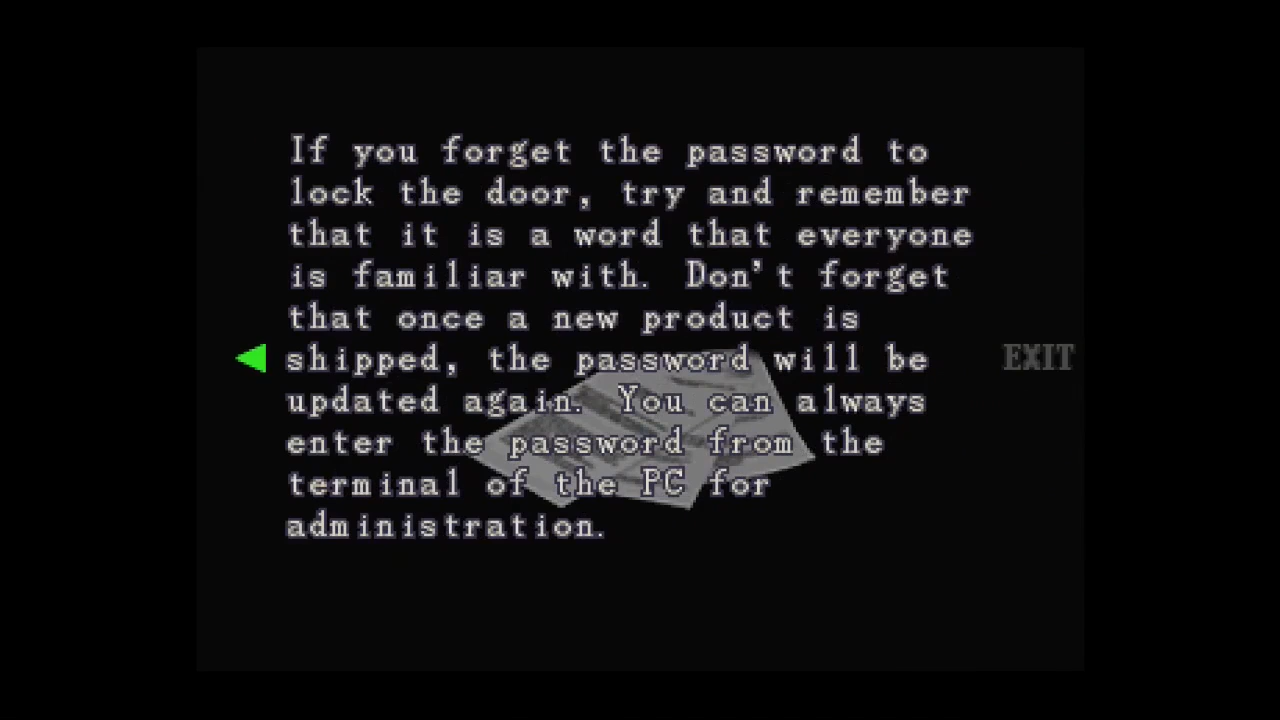 If you forget the password to
lock the door, try and remember
that it is a word that everyone
is familiar with. Don't forget
that once a new product is
shipped, the password will be
EXIT
updated again. You can always
enter the password from the
terminal of the PC for
administration.